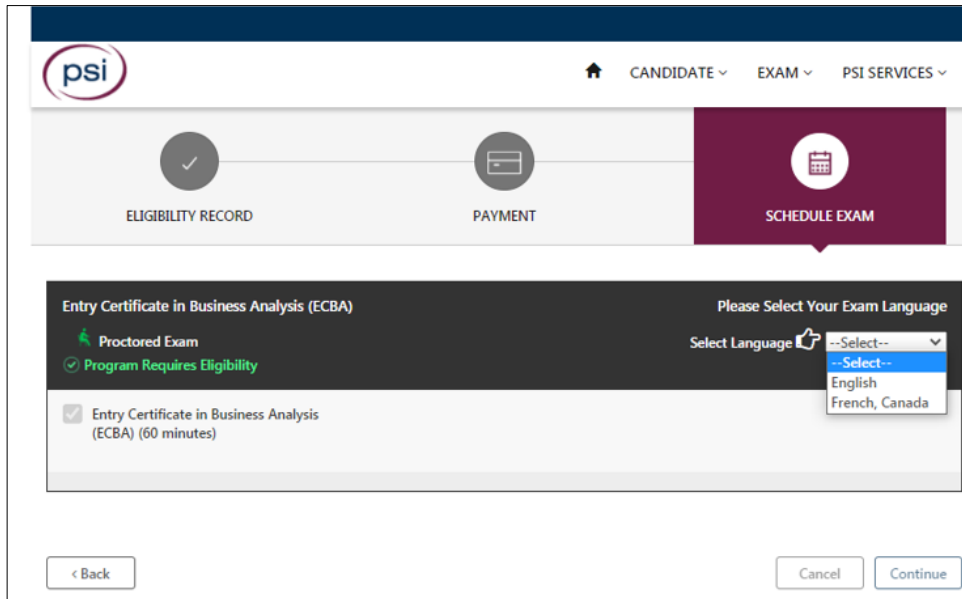 psi
CANDIDATE EXAM PSI SERVICES
ELIGIBILITY RECORD PAYMENT SCHEDULE EXAM
Entry Certificate in Business Analysis (ECBA) Please Select Your Exam Language
Proctored Exam Select Language --Select--
Program Requires Eligibility --Select--
English
French, Canada
Entry Certificate in Business Analysis
(ECBA) (60 minutes)
< Back Cancel Continue